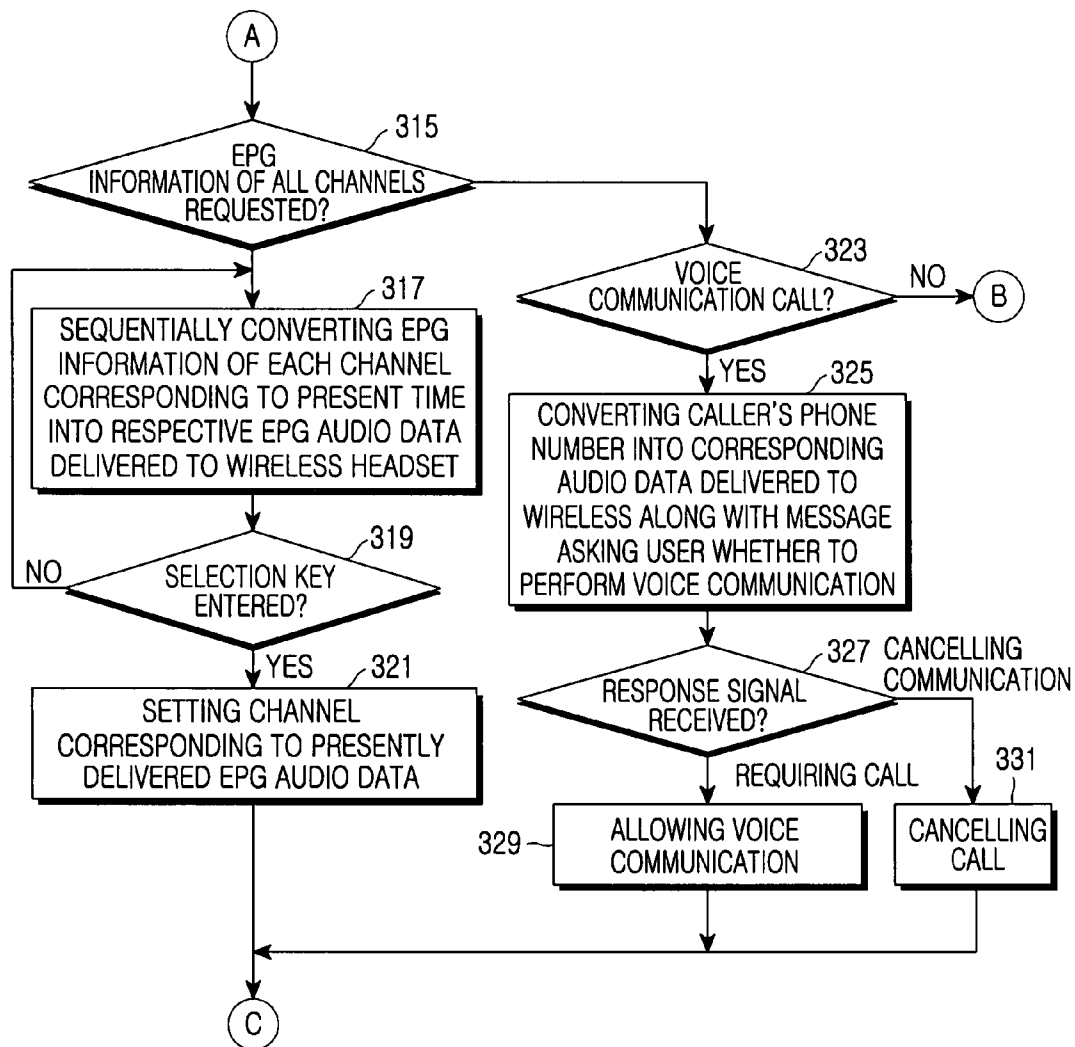 A
315
EPG
INFORMATION OF ALL CHANNELS
REQUESTED?
317
SEQUENTIALLY CONVERTING EPG
INFORMATION OF EACH CHANNEL
CORRESPONDING TO PRESENT TIME
INTO RESPECTIVE EPG AUDIO DATA
DELIVERED TO WIRELESS HEADSET
319
NO
SELECTION KEY
ENTERED?
YES
321
SETTING CHANNEL
CORRESPONDING TO PRESENTLY
DELIVERED EPG AUDIO DATA
323
VOICE
COMMUNICATION CALL?
NO
B
YES
325
CONVERTING CALLER'S PHONE
NUMBER INTO CORRESPONDING
AUDIO DATA DELIVERED TO
WIRELESS ALONG WITH MESSAGE
ASKING USER WHETHER TO
PERFORM VOICE COMMUNICATION
327
CANCELLING
COMMUNICATION
RESPONSE SIGNAL
RECEIVED?
REQUIRING CALL
331
329
ALLOWING VOICE
COMMUNICATION
CANCELLING
CALL
C